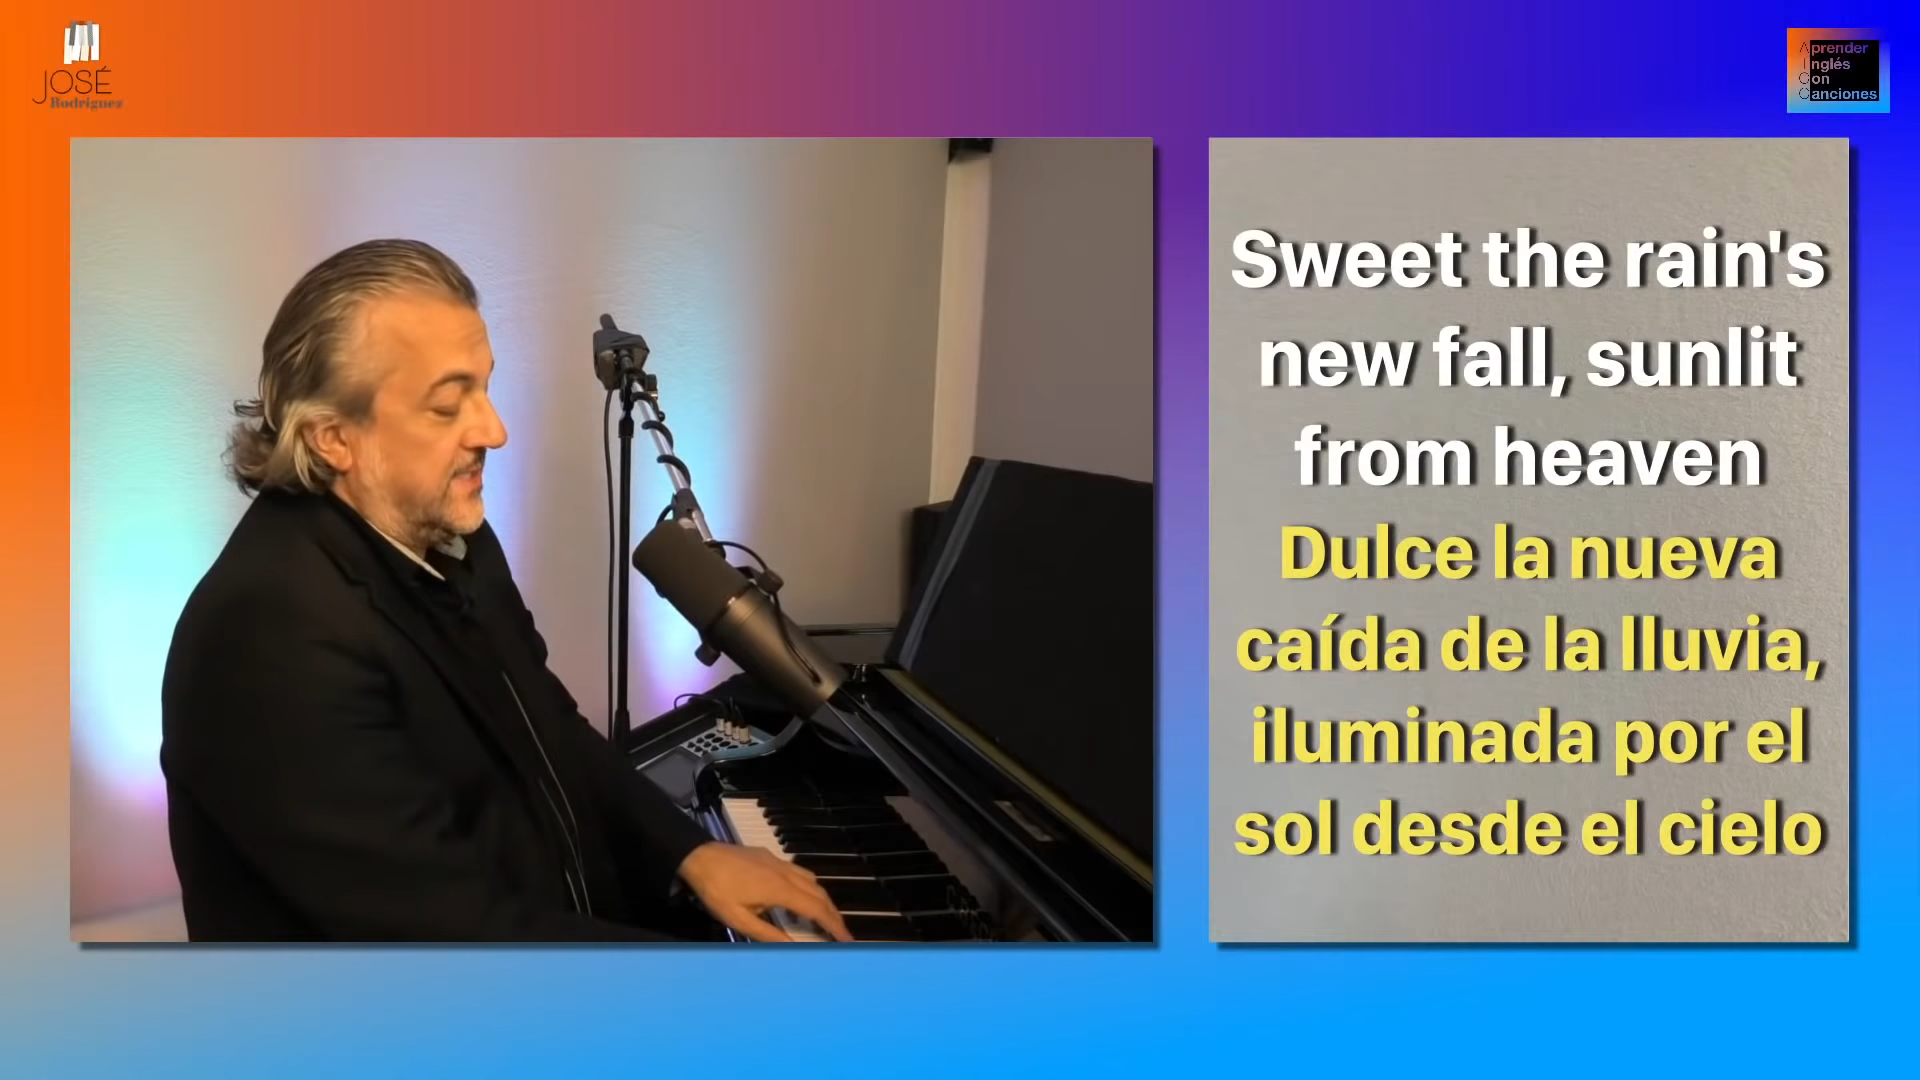 JOSÉ
Rodríguez
Aprender
Inglés
Con
Canciones
Sweet the rain's
new fall, sunlit
from heaven
Dulce la nueva
caída de la lluvia,
iluminada por el
sol desde el cielo